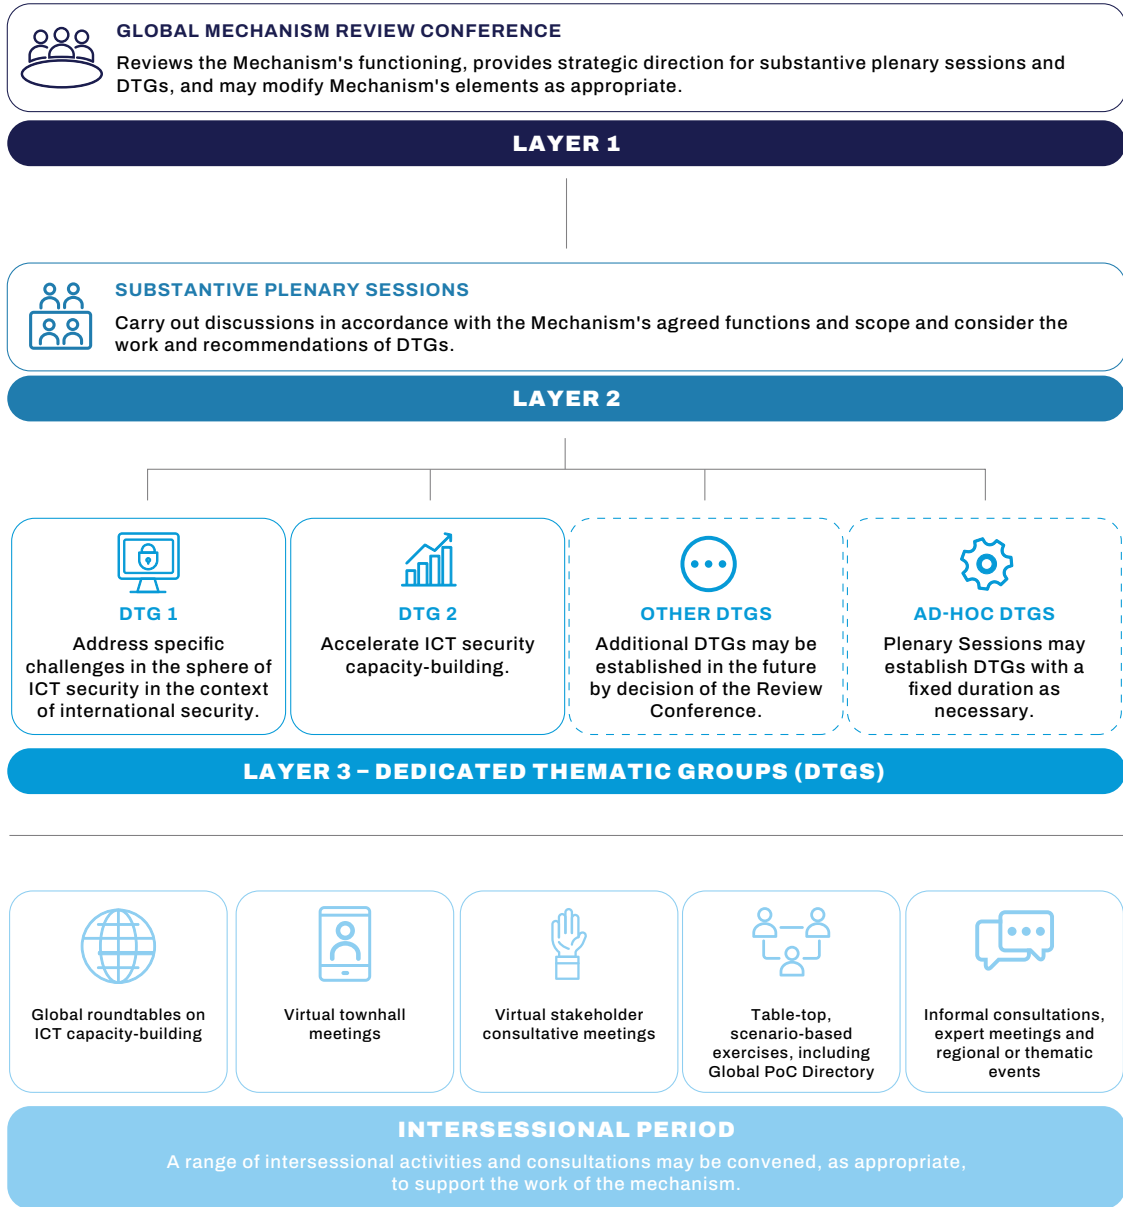 GLOBAL MECHANISM REVIEW CONFERENCE
Reviews the Mechanism's functioning, provides strategic direction for substantive plenary sessions and
DTGs, and may modify Mechanism's elements as appropriate.
LAYER 1
SUBSTANTIVE PLENARY SESSIONS
Carry out discussions in accordance with the Mechanism's agreed functions and scope and consider the
work and recommendations of DTGs.
LAYER 2
DTG 1
Address specific
challenges in the sphere of
ICT security in the context
of international security.
DTG 2
Accelerate ICT security
capacity-building.
OTHER DTGS
Additional DTGs may be
established in the future
by decision of the Review
Conference.
AD-HOC DTGS
Plenary Sessions may
establish DTGs with a
fixed duration as
necessary.
LAYER 3 – DEDICATED THEMATIC GROUPS (DTGS)
Global roundtables on
ICT capacity-building
Virtual townhall
meetings
Virtual stakeholder
consultative meetings
Table-top,
scenario-based
exercises, including
Global PoC Directory
Informal consultations,
expert meetings and
regional or thematic
events
INTERSESSIONAL PERIOD
A range of intersessional activities and consultations may be convened, as appropriate,
to support the work of the mechanism.